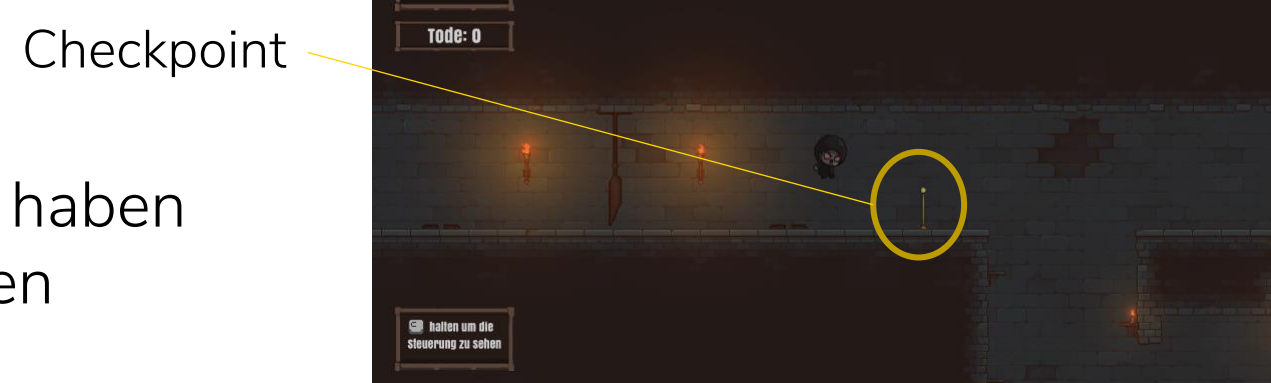 Checkpoint
haben
en
Tode: 0
C halten um die
Steuerung zu sehen